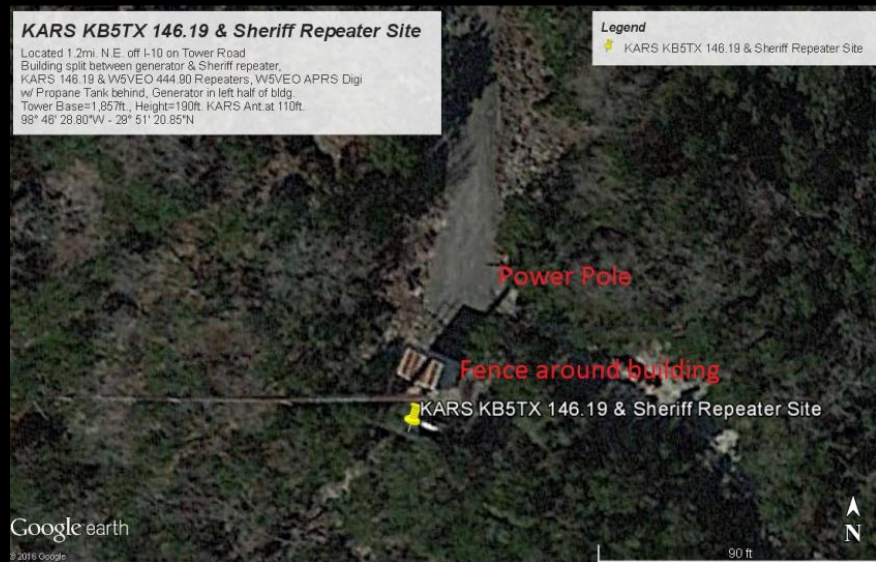 KARS KB5TX 146.19 & Sheriff Repeater Site
Located 1.2mi. N.E. off I-10 on Tower Road
Building split between generator & Sheriff repeater,
KARS 146.19 & W5VEO 444.90 Repeaters, W5VEO APRS Digi
w/ Propane Tank behind, Generator in left half of bldg.
Tower Base=1,857ft., Height=190ft. KARS Ant.at 110ft.
98° 46' 28.80"W - 29° 51' 20.85"N
Legend
KARS KB5TX 146.19 & Sheriff Repeater Site
Power Pole
Fence around building
KARS KB5TX 146.19 & Sheriff Repeater Site
Google earth
© 2016 Google
90 ft
N